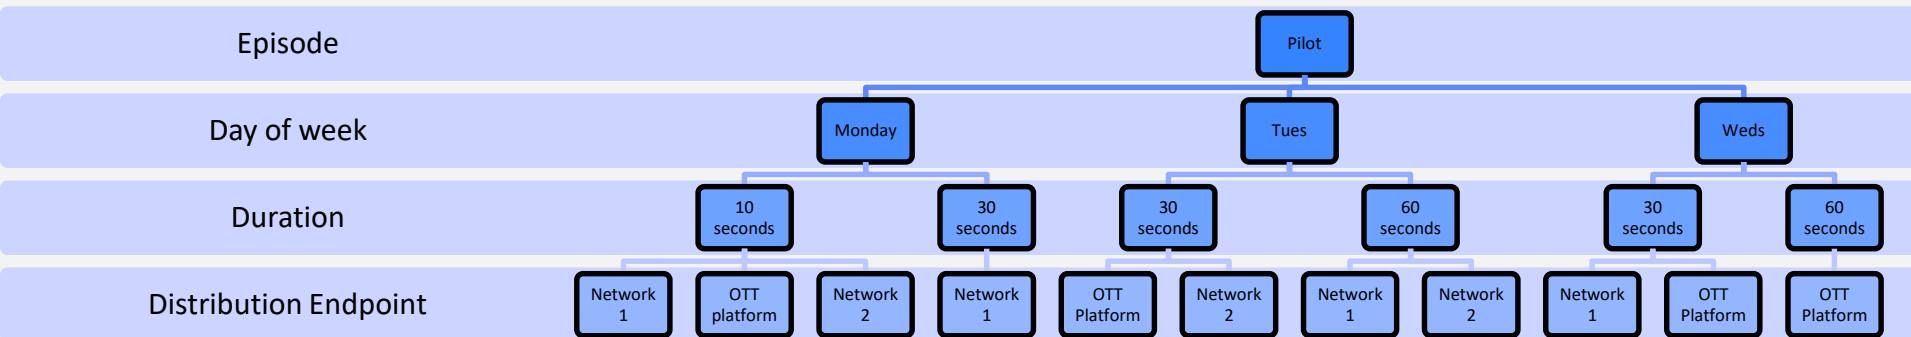 Episode
Pilot
Day of week
Monday
Tues
Weds
Duration
10
seconds
30
seconds
30
seconds
60
seconds
30
seconds
60
seconds
Distribution Endpoint
Network
1
OTT
platform
Network
2
Network
1
OTT
Platform
Network
2
Network
1
Network
2
Network
1
OTT
Platform
OTT
Platform